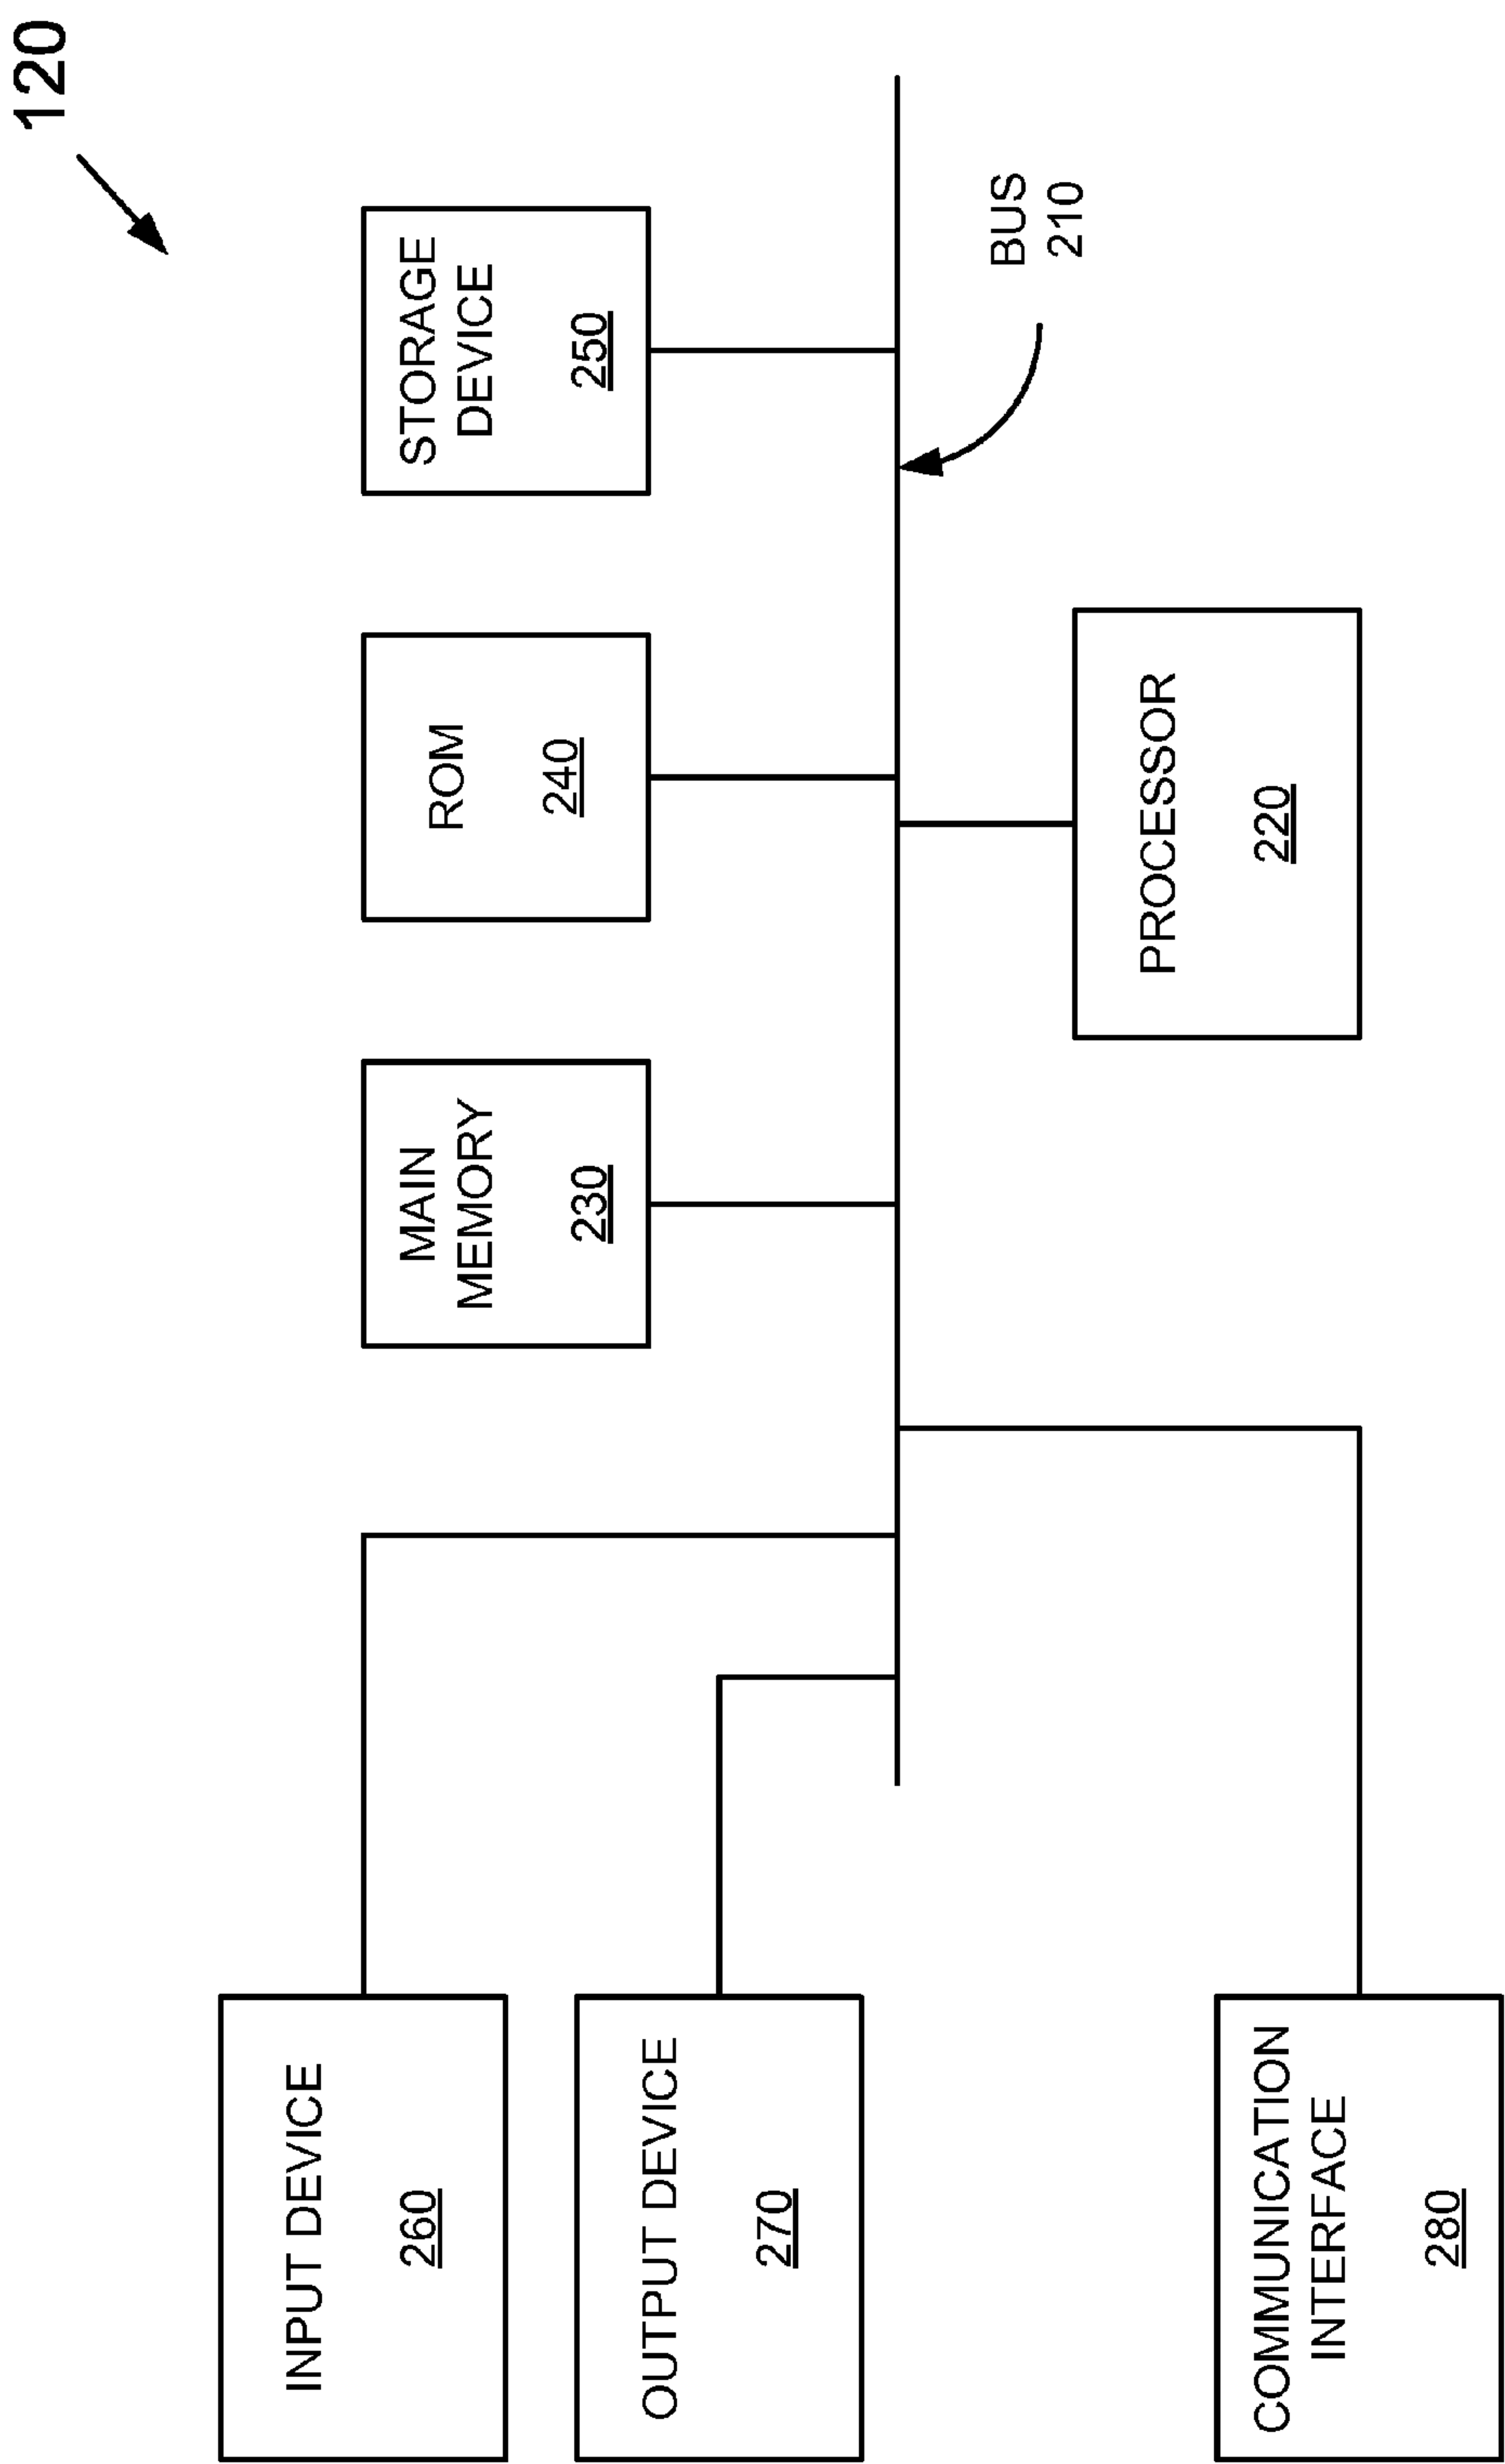 120
MAIN
MEMORY
230
ROM
240
STORAGE
DEVICE
250
INPUT DEVICE
260
OUTPUT DEVICE
270
BUS
210
PROCESSOR
220
COMMUNICATION
INTERFACE
280